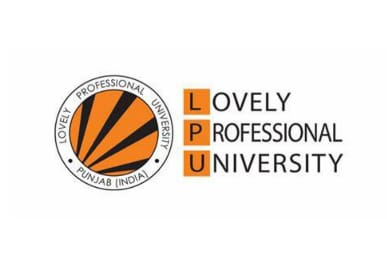 LOVELY PROFESSIONAL UNIVERSITY
• PUNJAB (INDIA) •
LOVELY
PROFESSIONAL
UNIVERSITY